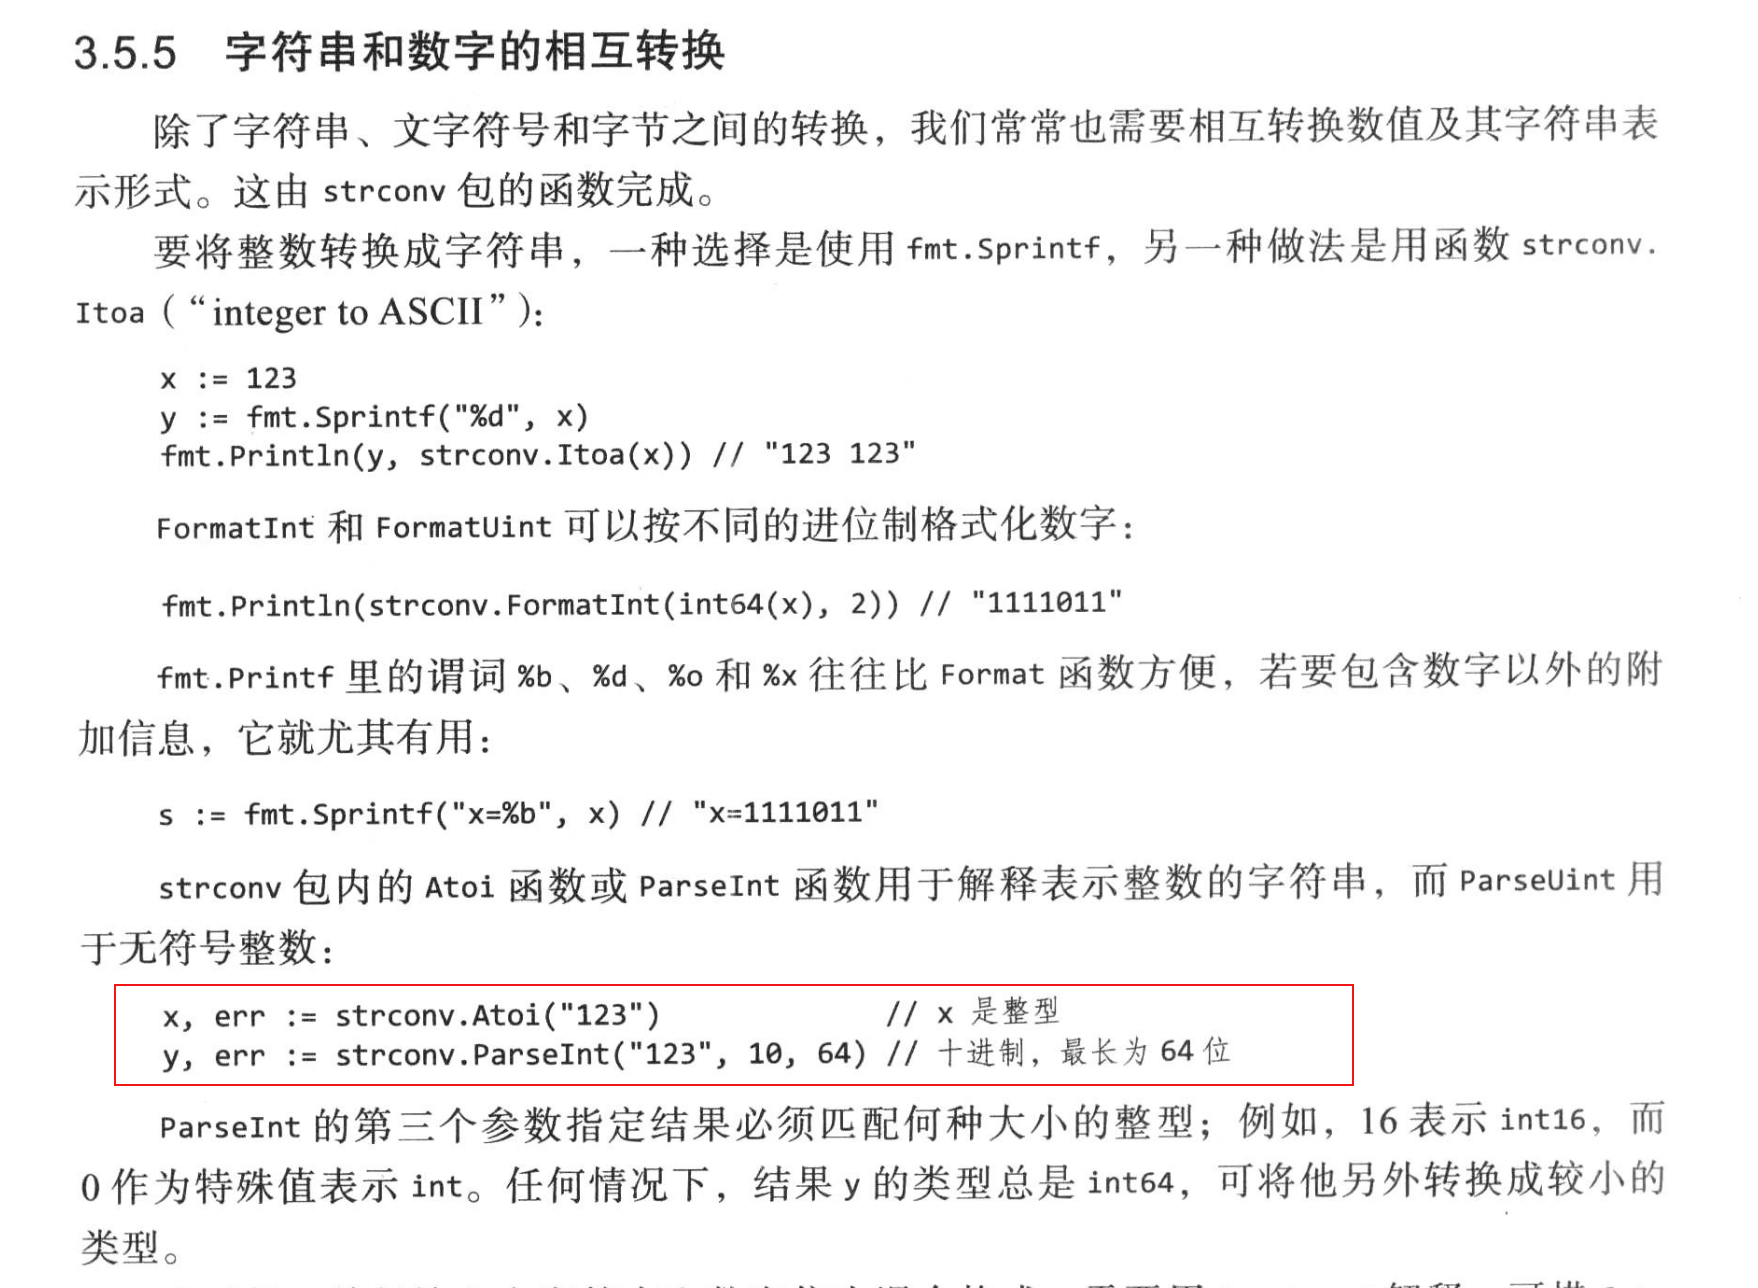 3.5.5 字符串和数字的相互转换
除了字符串、文字符号和字节之间的转换，我们常常也需要相互转换数值及其字符串表
示形式。这由 strconv 包的函数完成。
要将整数转换成字符串，一种选择是使用 fmt.Sprintf，另一种做法是用函数 strconv.
Itoa（“integer to ASCII”）：
x := 123
y := fmt.Sprintf("%d", x)
fmt.Println(y, strconv.Itoa(x)) // "123 123"
FormatInt 和 FormatUint 可以按不同的进位制格式化数字：
fmt.Println(strconv.FormatInt(int64(x), 2)) // "1111011"
fmt.Printf 里的谓词 %b、%d、%o 和 %x 往往比 Format 函数方便，若要包含数字以外的附
加信息，它就尤其有用：
s := fmt.Sprintf("x=%b", x) // "x=1111011"
strconv 包内的 Atoi 函数或 ParseInt 函数用于解释表示整数的字符串，而 ParseUint 用
于无符号整数：
x, err := strconv.Atoi("123") // x 是整型
y, err := strconv.ParseInt("123", 10, 64) // 十进制，最长为 64 位
ParseInt 的第三个参数指定结果必须匹配何种大小的整型；例如，16 表示 int16，而
0 作为特殊值表示 int。任何情况下，结果 y 的类型总是 int64，可将他另外转换成较小的
类型。